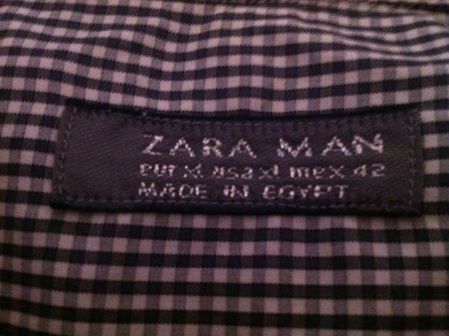 ZARA MAN
eur xl usa xl mex 42
MADE IN EGYPT